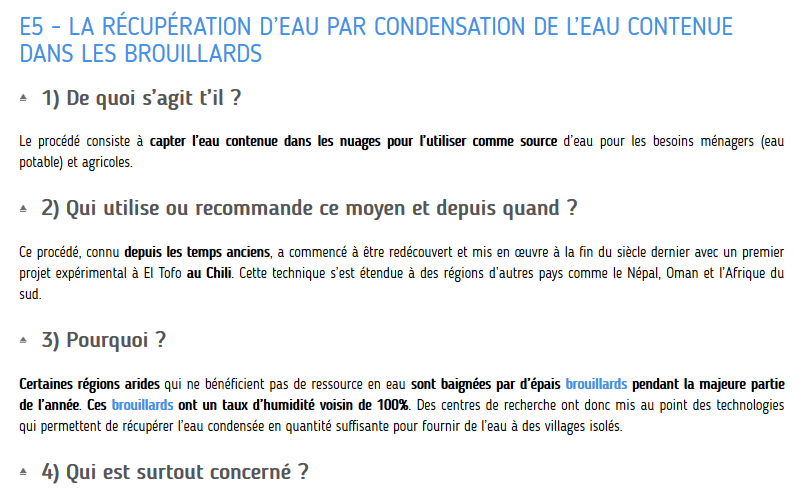 E5 - LA RÉCUPÉRATION D'EAU PAR CONDENSATION DE L'EAU CONTENUE
DANS LES BROUILLARDS
1) De quoi s'agit t'il ?
Le procédé consiste à capter l'eau contenue dans les nuages pour l'utiliser comme source d'eau pour les besoins ménagers (eau
potable) et agricoles.
2) Qui utilise ou recommande ce moyen et depuis quand ?
Ce procédé, connu depuis les temps anciens, a commencé à être redécouvert et mis en œuvre à la fin du siècle dernier avec un premier
projet expérimental à El Tofo au Chili. Cette technique s'est étendue à des régions d'autres pays comme le Népal, Oman et l'Afrique du
sud.
3) Pourquoi ?
Certaines régions arides qui ne bénéficient pas de ressource en eau sont baignées par d'épais brouillards pendant la majeure partie
de l'année. Ces brouillards ont un taux d'humidité voisin de 100%. Des centres de recherche ont donc mis au point des technologies
qui permettent de récupérer l'eau condensée en quantité suffisante pour fournir de l'eau à des villages isolés.
4) Qui est surtout concerné ?